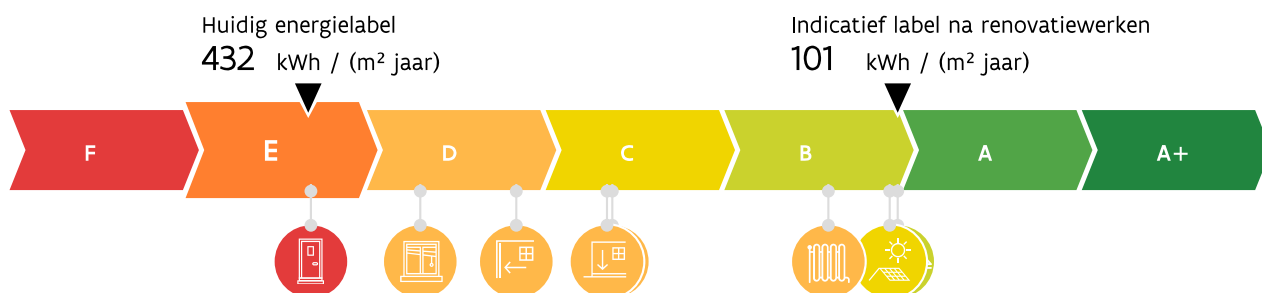 Huidig energielabel
432 kWh / (m² jaar)
Indicatief label na renovatiewerken
101 kWh / (m² jaar)
F E D C B A A+